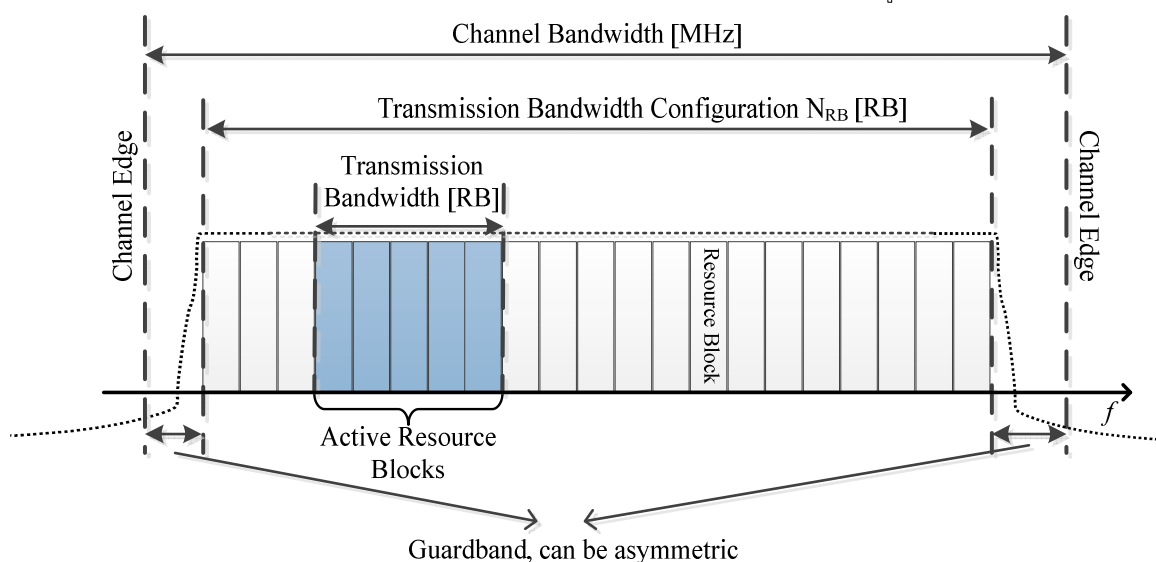 Channel Bandwidth [MHz]
Transmission Bandwidth Configuration NRB [RB]
Transmission
Bandwidth [RB]
Channel Edge
Channel Edge
Resource Block
f
Active Resource
Blocks
Guardband, can be asymmetric